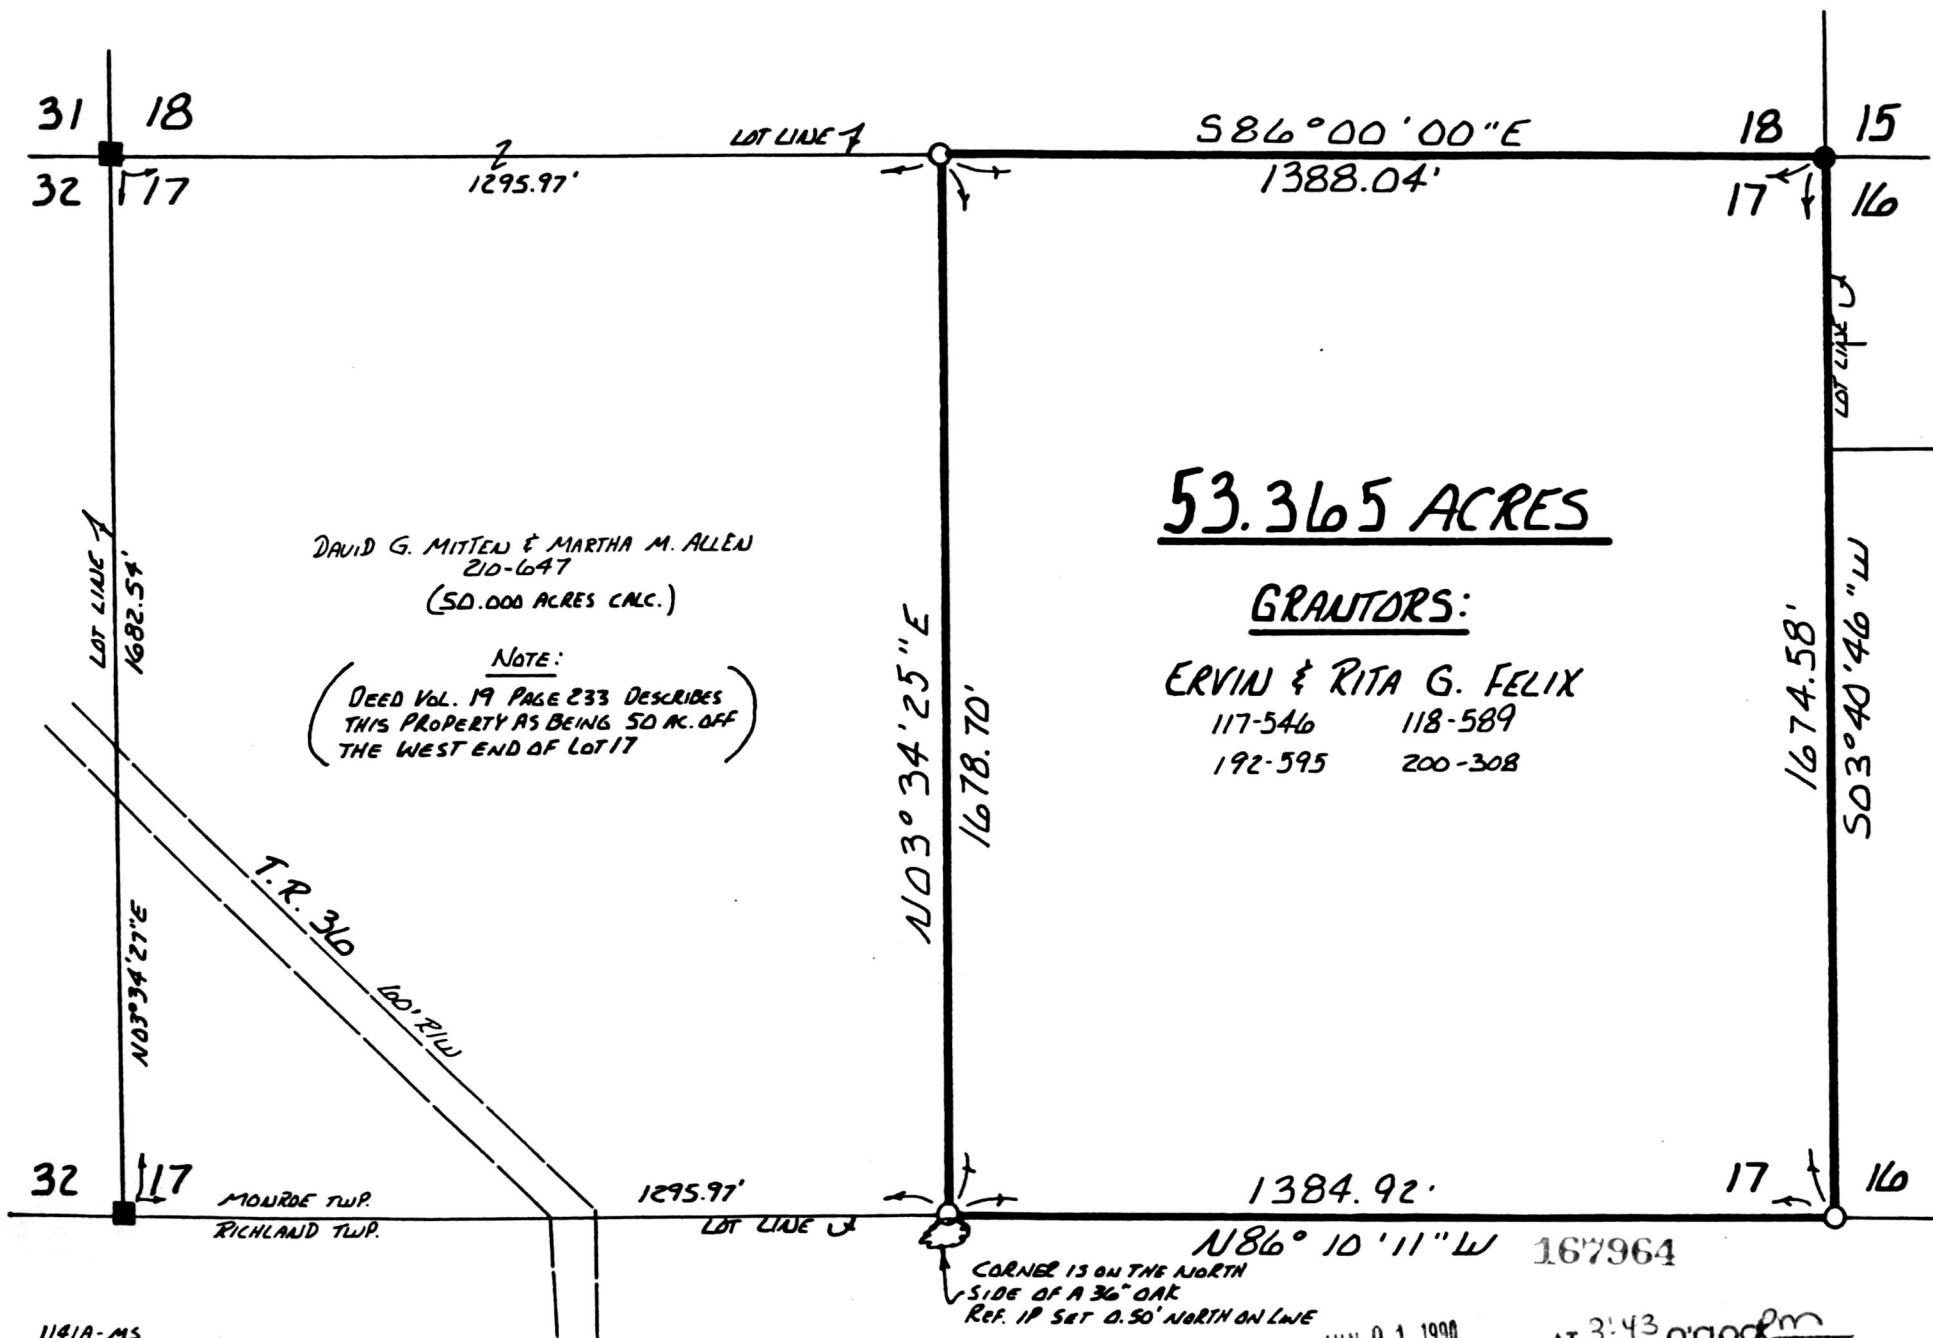 31 18
32 17
LOT LINE
1295.97'
S86°00'00"E
1388.04'
18 15
17 16
LOT LINE
LOT LINE
1682.54'
N03°34'27"E
DAVID G. MITTEN & MARTHA M. ALLEN
210-647
(50.000 ACRES CALC.)
NOTE:
DEED VOL. 19 PAGE 233 DESCRIBES
THIS PROPERTY AS BEING 50 AC. OFF
THE WEST END OF LOT 17
T.R. 36
60' R/W
N03°34'25"E
1678.70'
53.365 ACRES
GRANTORS:
ERVIN & RITA G. FELIX
117-546 118-589
192-595 200-308
1674.58'
S03°40'46"W
32 17
MONROE TWP.
RICHLAND TWP.
1295.97'
LOT LINE
1384.92'
N86°10'11"W
17 16
167964
CORNER IS ON THE NORTH
SIDE OF A 36" OAK
REF. IP SET 0.50' NORTH ON LINE
1141A-MS
01 1990
AT 3:43 O'CLOCK PM